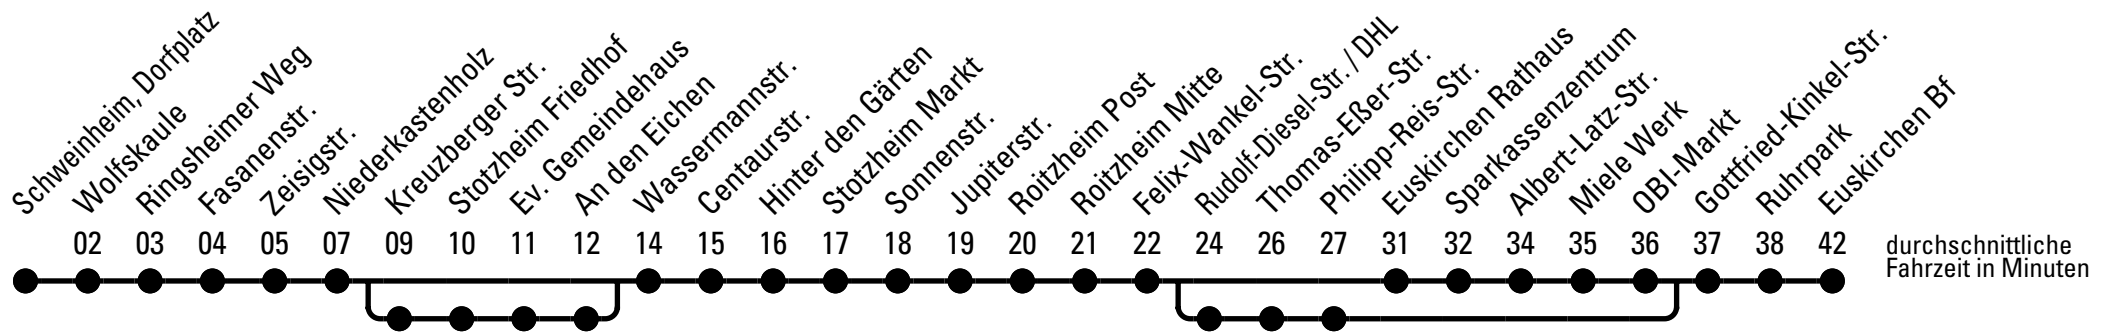 Schweinheim, Dorfplatz
Wolfskaule
Ringsheimer Weg
Fasanenstr.
Zeisigstr.
Niederkastenholz
Kreuzberger Str.
Stotzheim Friedhof
Ev. Gemeindehaus
An den Eichen
Wassermannstr.
Centaurstr.
Hinter den Gärten
Stotzheim Markt
Sonnenstr.
Jupiterstr.
Roitzheim Post
Roitzheim Mitte
Felix-Wankel-Str.
Rudolf-Diesel-Str. / DHL
Thomas-Eßer-Str.
Philipp-Reis-Str.
Euskirchen Rathaus
Sparkassenzentrum
Albert-Latz-Str.
Miele Werk
OBI-Markt
Gottfried-Kinkel-Str.
Ruhrpark
Euskirchen Bf
02 03 04 05 07 09 10 11 12 14 15 16 17 18 19 20 21 22 24 26 27 31 32 34 35 36 37 38 42
durchschnittliche
Fahrzeit in Minuten